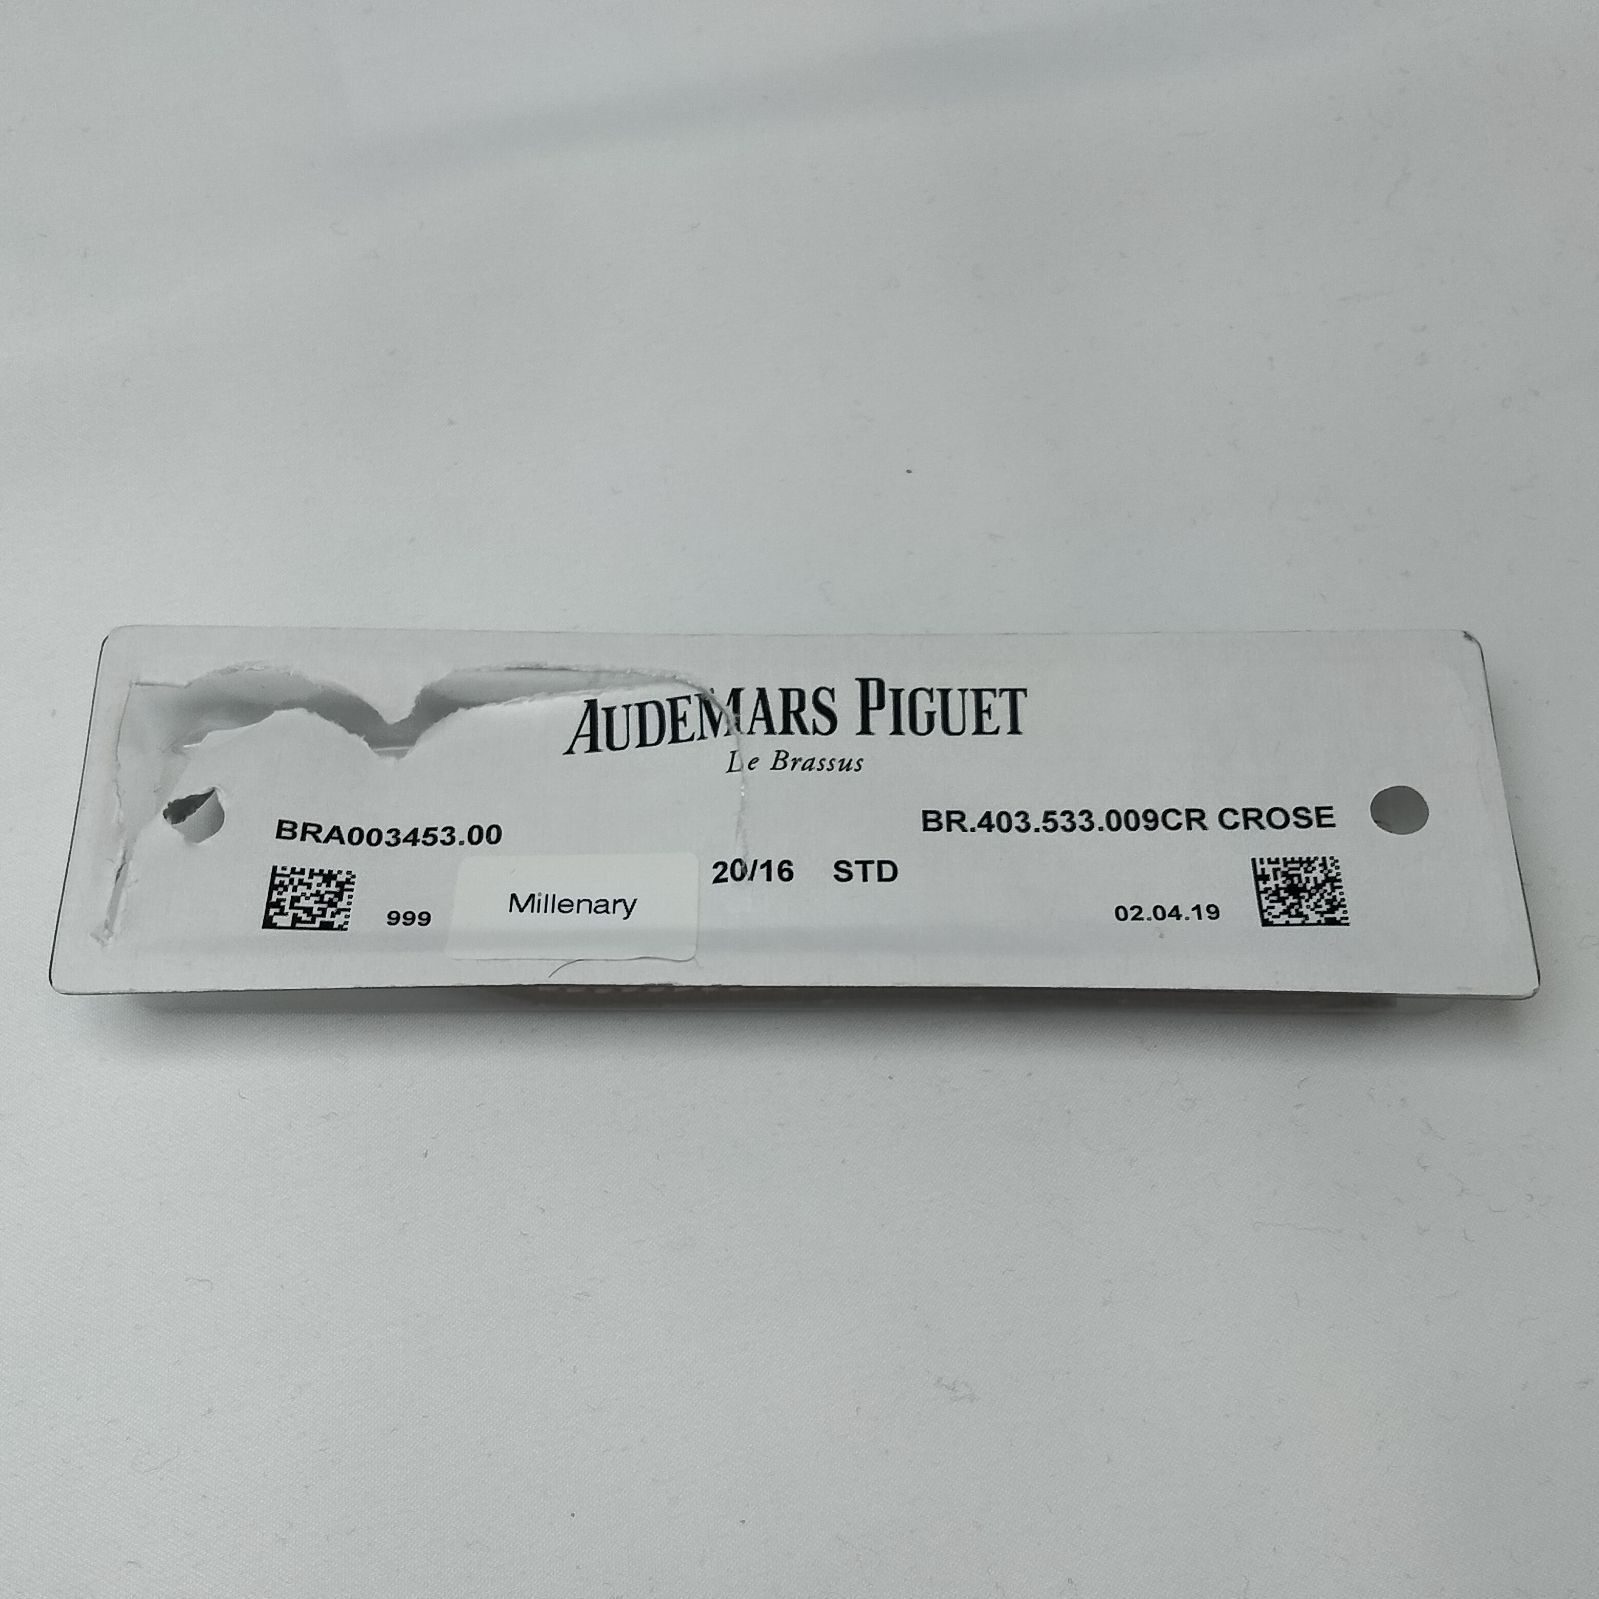 AUDEMARS PIGUET
Le Brassus
BRA003453.00
BR.403.533.009CR CROSE
20/16 STD
999
Millenary
02.04.19